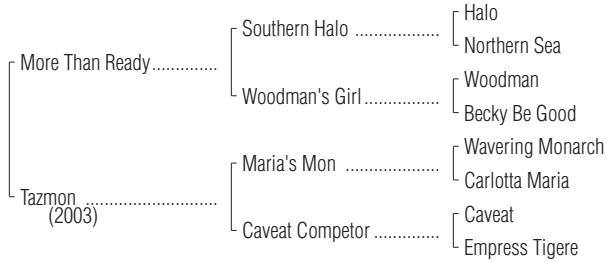 Halo
Southern Halo ..................
Northern Sea
More Than Ready..............
Woodman
Woodman's Girl................
Becky Be Good
Wavering Monarch
Maria's Mon ....................
Carlotta Maria
Tazmon ............................
(2003)
Caveat
Caveat Competor ..............
Empress Tigere